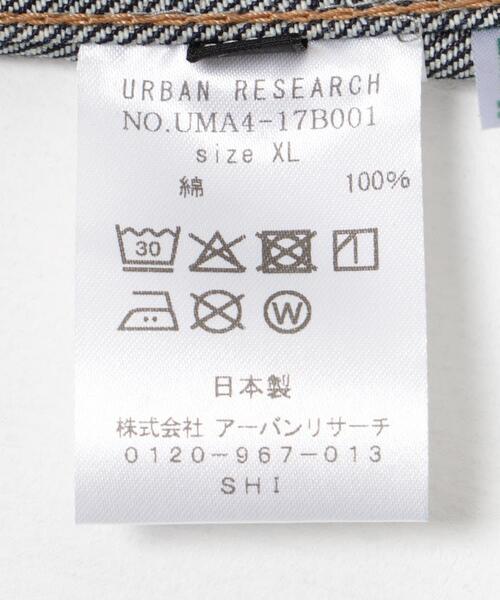 URBAN RESEARCH
NO.UMA4-17B001
size XL
綿 100%
30
W
日本製
株式会社 アーバンリサーチ
0120-967-013
SHI